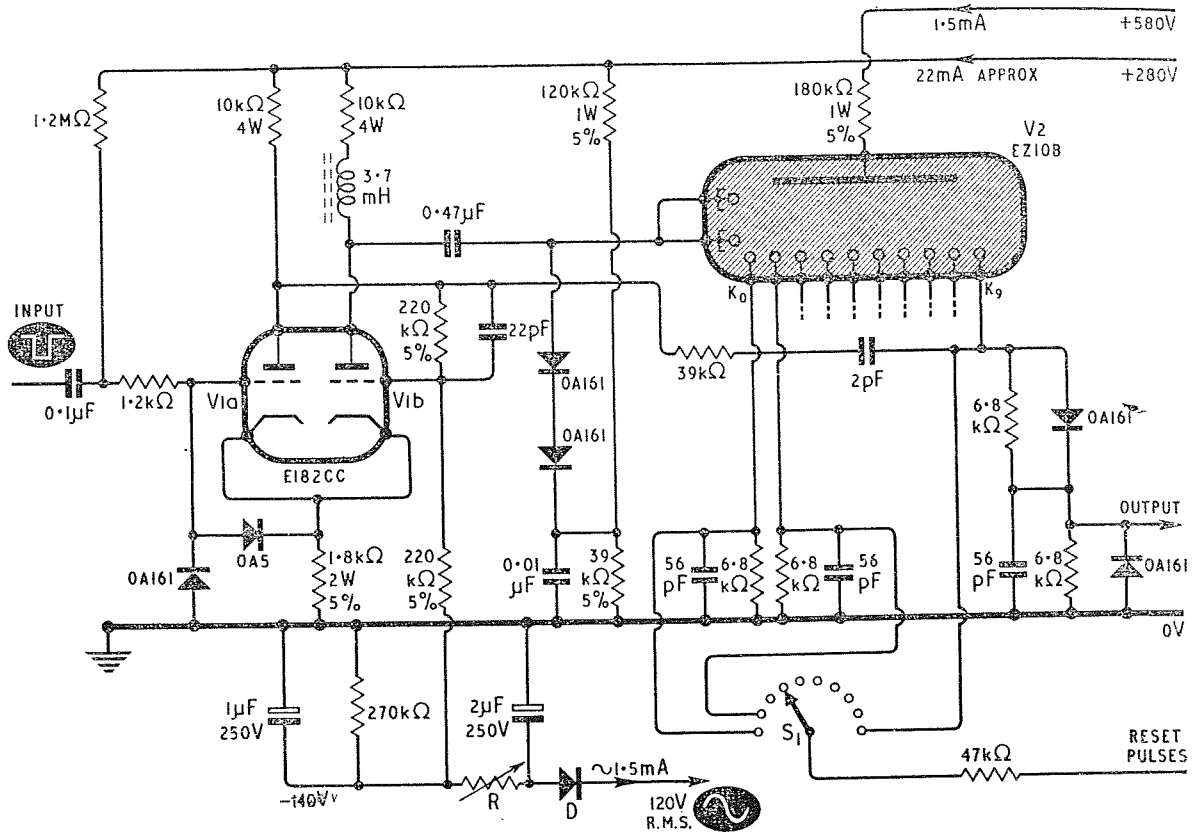 1·5mA
+580V
22mA APPROX
+280V
1·2MΩ
10kΩ
4W
10kΩ
4W
120kΩ
1W
5%
180kΩ
1W
5%
V2
EZ10B
3·7
mH
0·47µF
K0
K9
INPUT
220
kΩ
5%
22pF
OA161
39kΩ
2pF
0·1µF
1·2kΩ
V1a
V1b
6·8
kΩ
OA161
E182CC
OA161
OUTPUT
OA5
OA161
1·8kΩ
2W
5%
220
kΩ
5%
0·01
µF
39
kΩ
5%
56
pF
6·8
kΩ
6·8
kΩ
56
pF
56
pF
6·8
kΩ
OA161
0V
1µF
250V
270kΩ
2µF
250V
S1
RESET
PULSES
47kΩ
-140V
R
D
~1·5mA
120V
R.M.S.